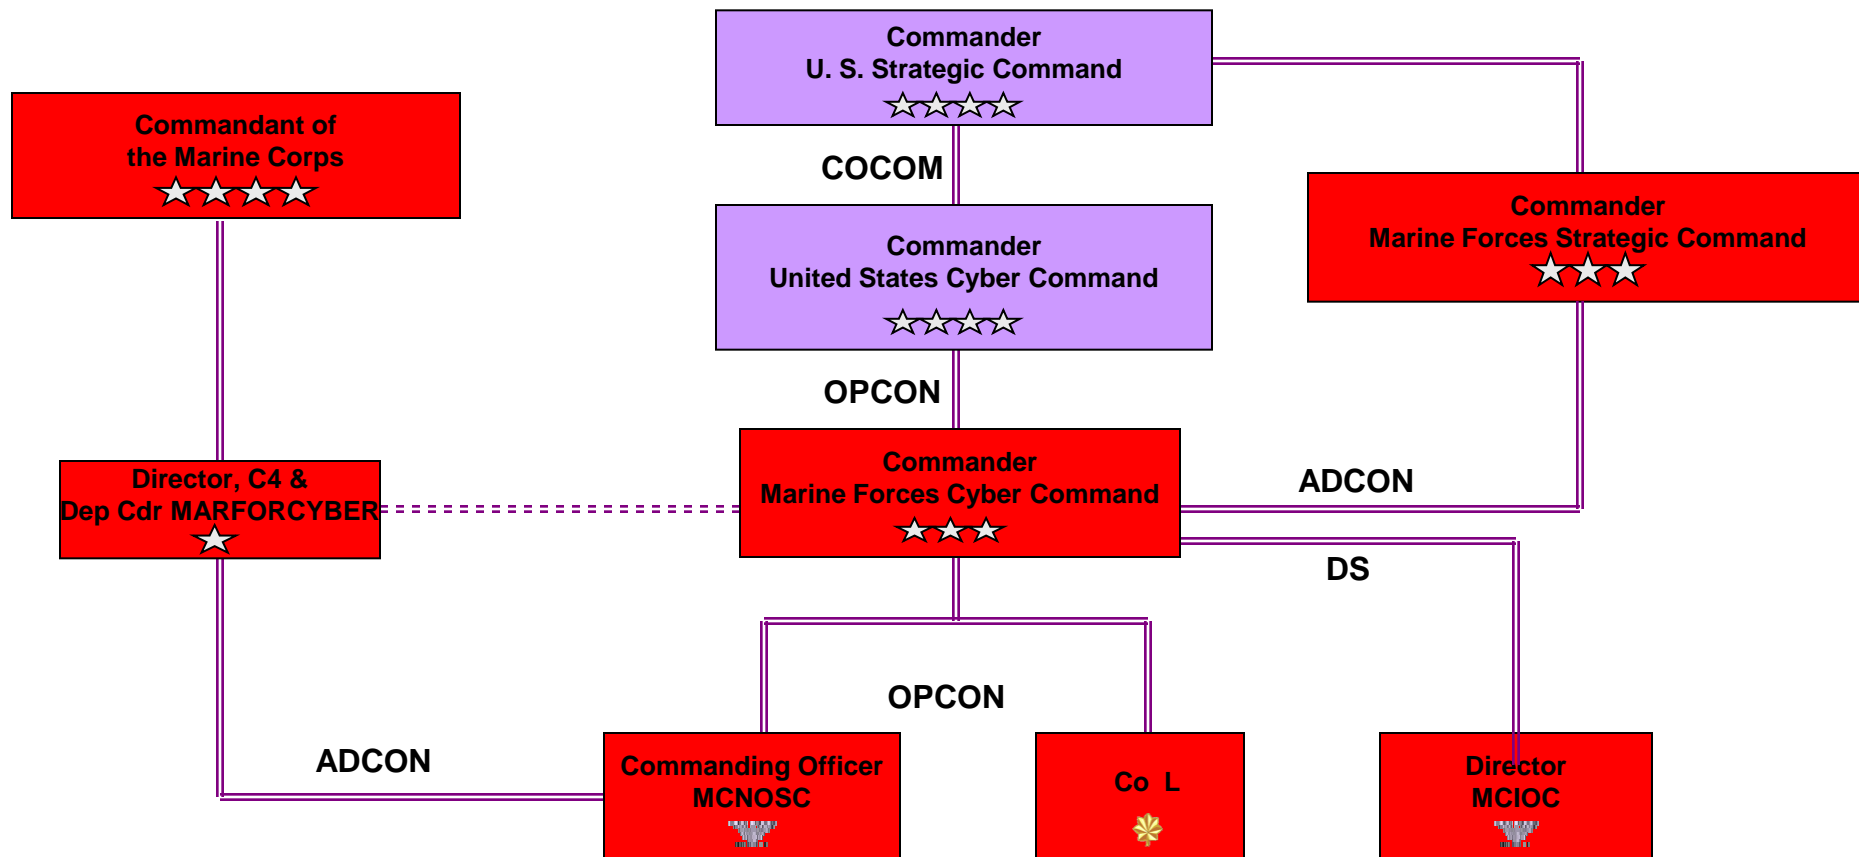 Commander
U. S. Strategic Command
Commandant of
the Marine Corps
COCOM
Commander
Marine Forces Strategic Command
Commander
United States Cyber Command
OPCON
Director, C4 &
Dep Cdr MARFORCYBER
Commander
Marine Forces Cyber Command
ADCON
DS
OPCON
ADCON
Commanding Officer
MCNOSC
Co L
Director
MCIOC